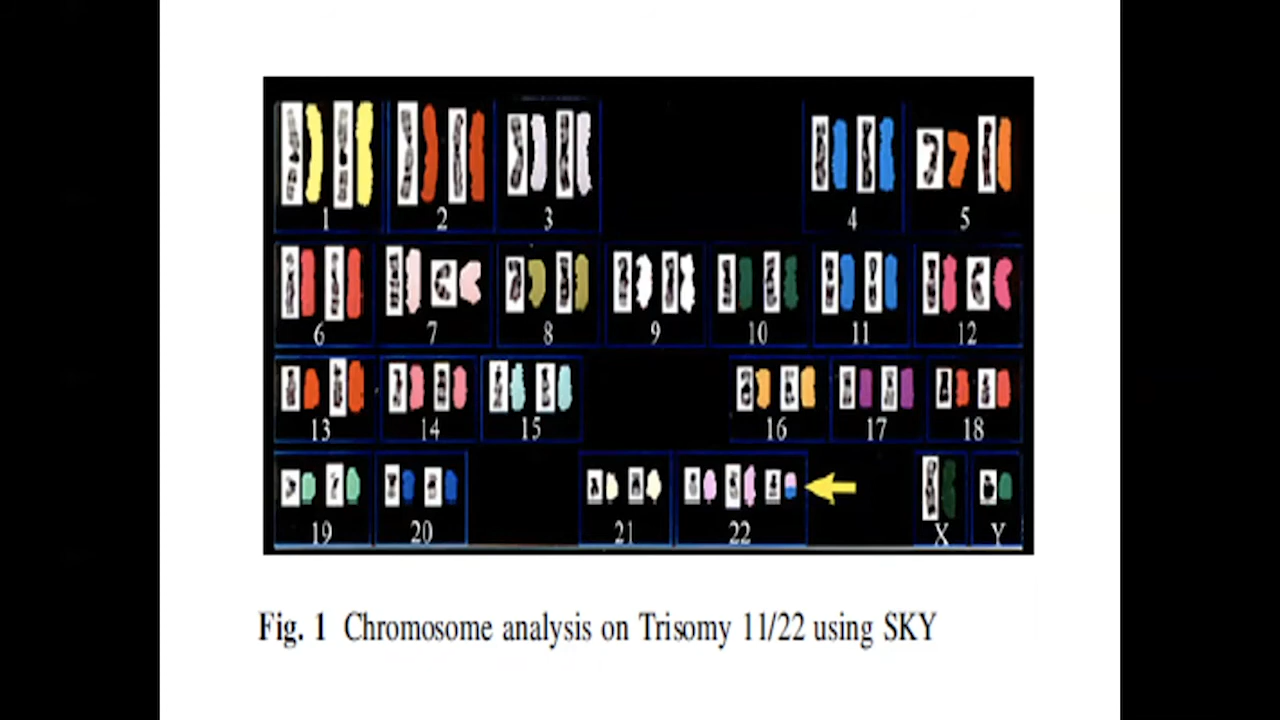 1 2 3 4 5
6 7 8 9 10 11 12
13 14 15 16 17 18
19 20 21 22 X Y
Fig. 1 Chromosome analysis on Trisomy 11/22 using SKY